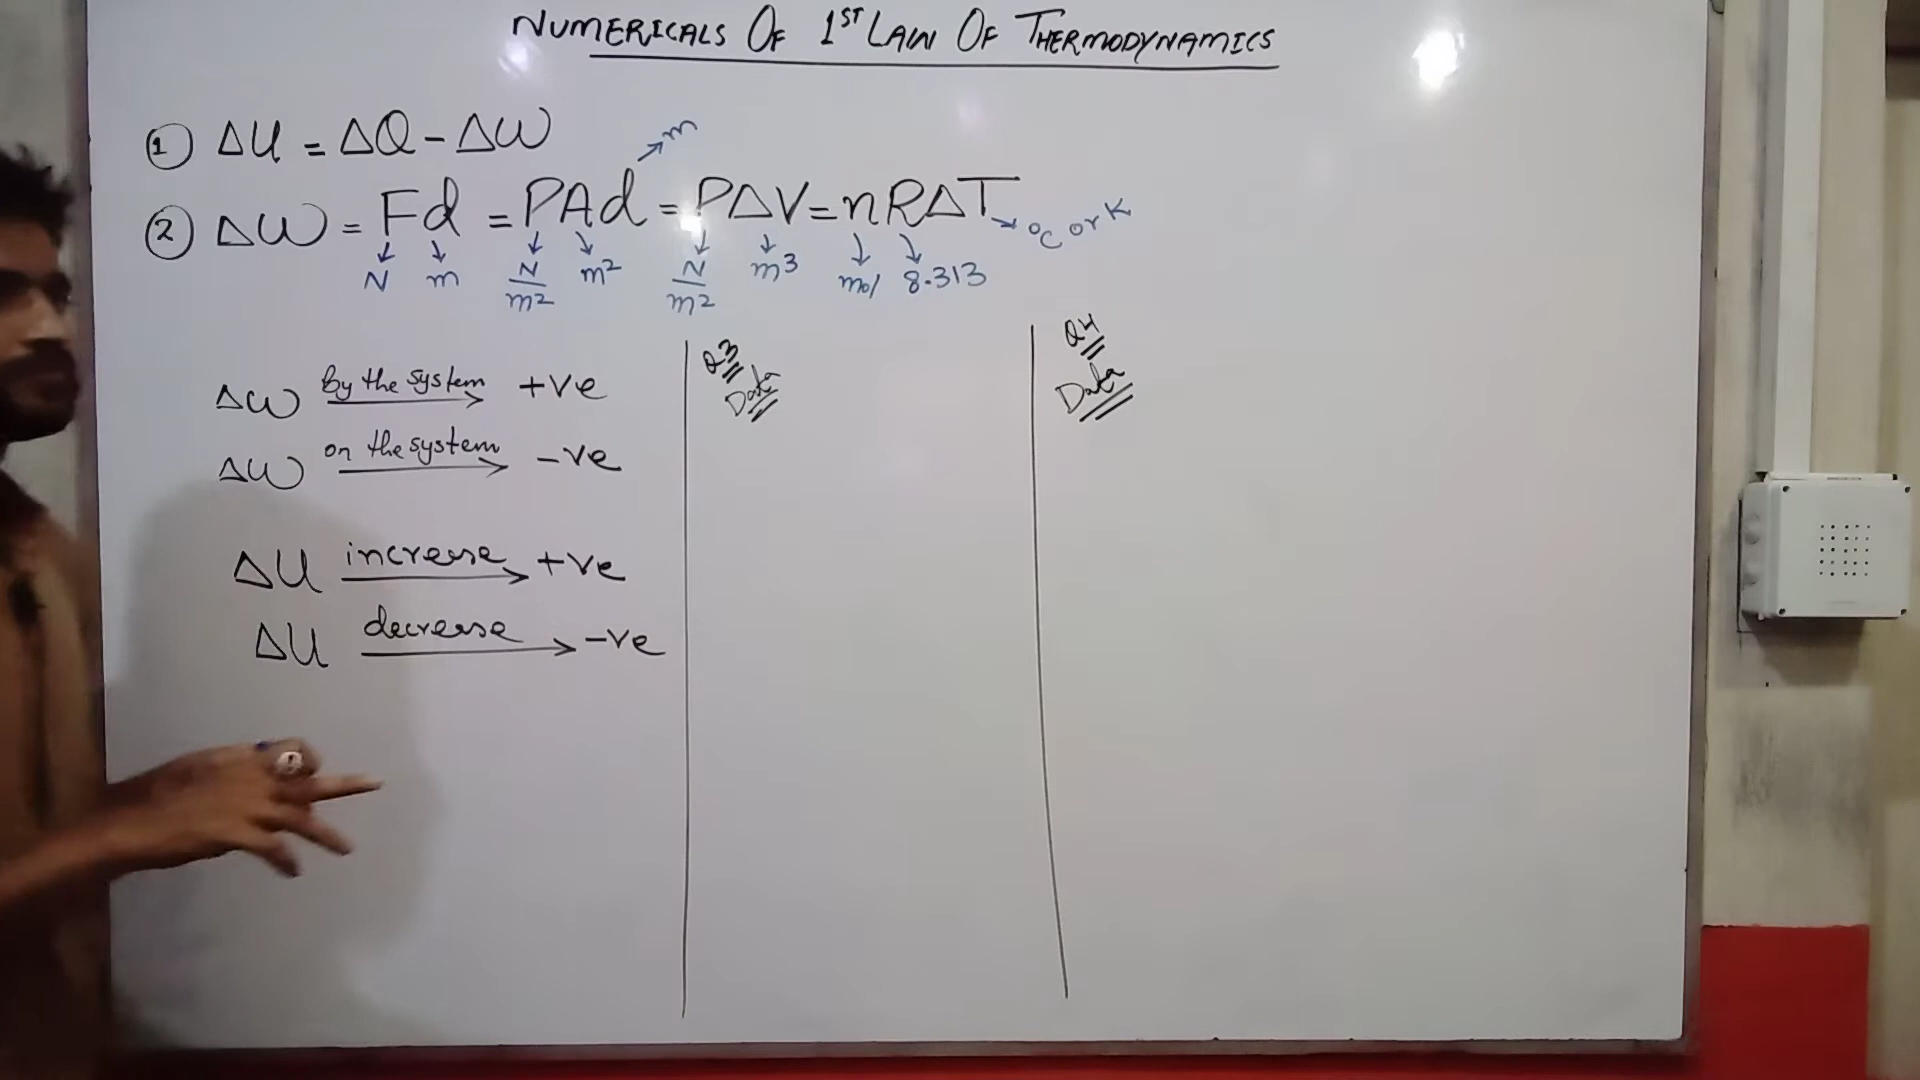 NUMERICALS OF 1ST LAW OF THERMODYNAMICS
① ΔU = ΔQ - ΔW
② ΔW = Fd = PAd = PΔV = nRΔT
→ m
→ °C or K
N m N/m² m² N/m² m³ mol 8.313
ΔW By the system → +ve
ΔW on the system → -ve
ΔU increase → +ve
ΔU decrease → -ve
Q3
Data
Q4
Data